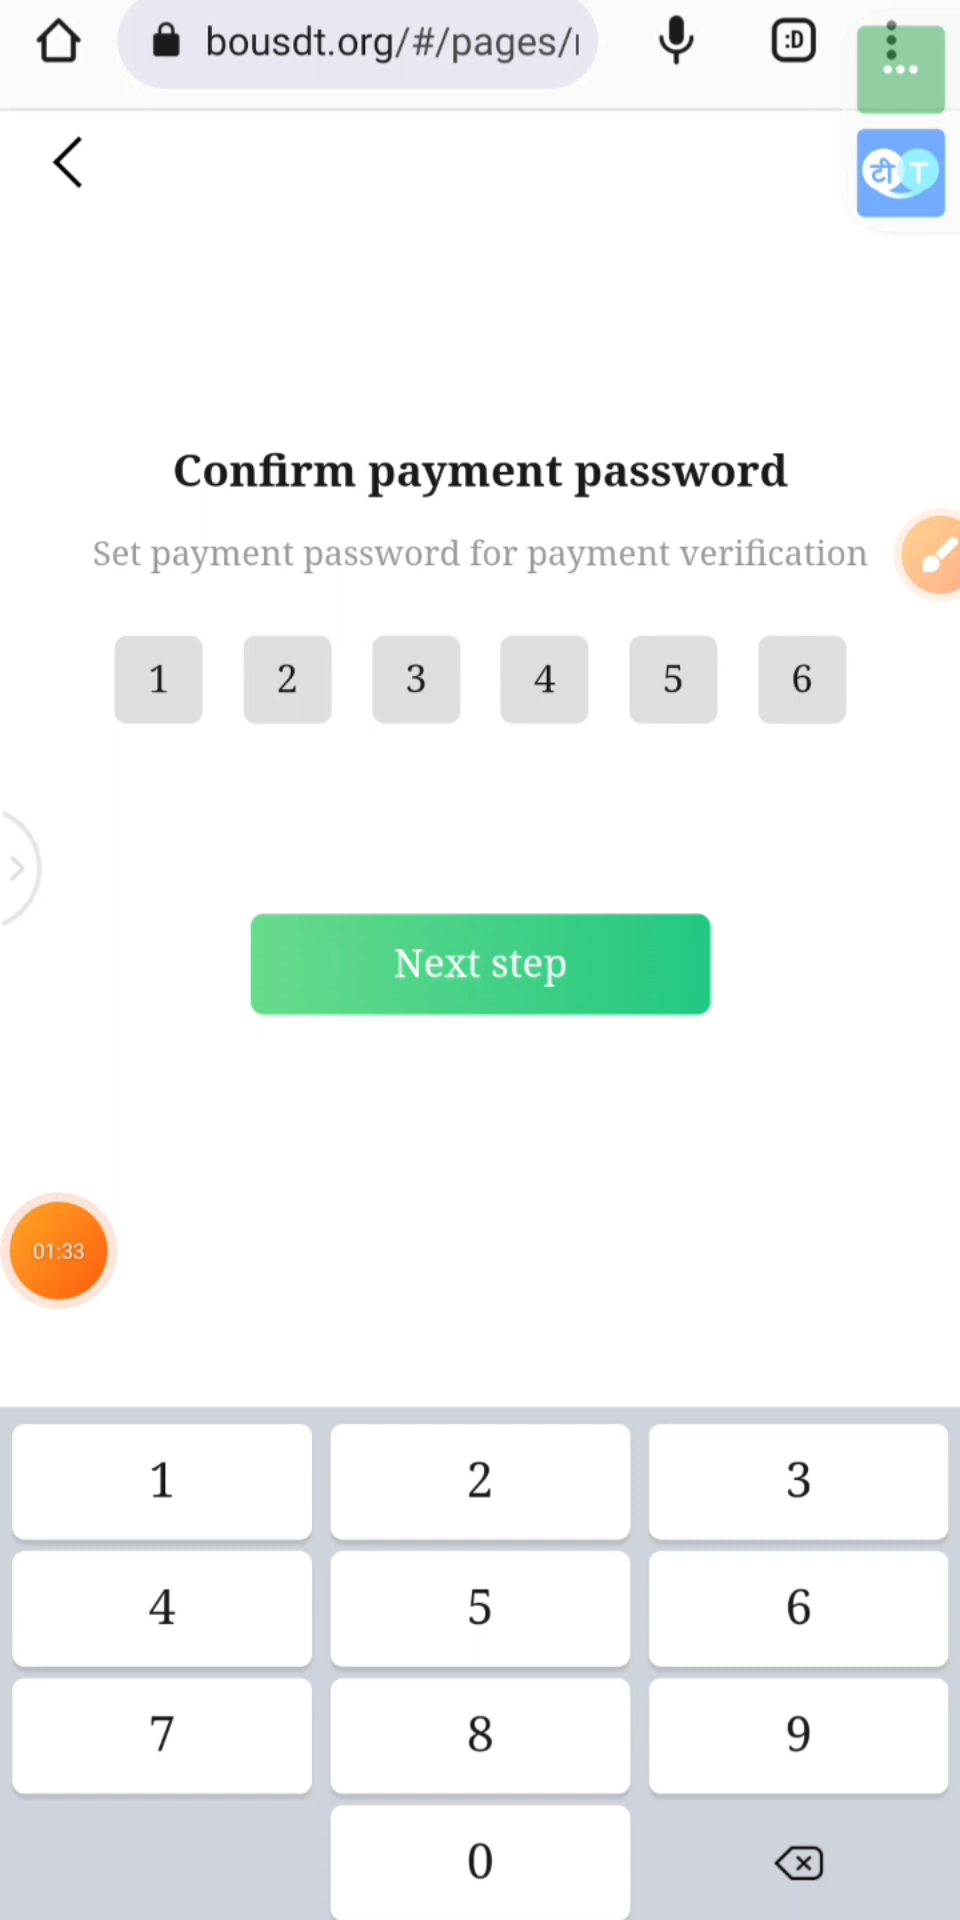 bousdt.org/#/pages/
:D
टी T
Confirm payment password
Set payment password for payment verification
1 2 3 4 5 6
Next step
01:33
1 2 3
4 5 6
7 8 9
0